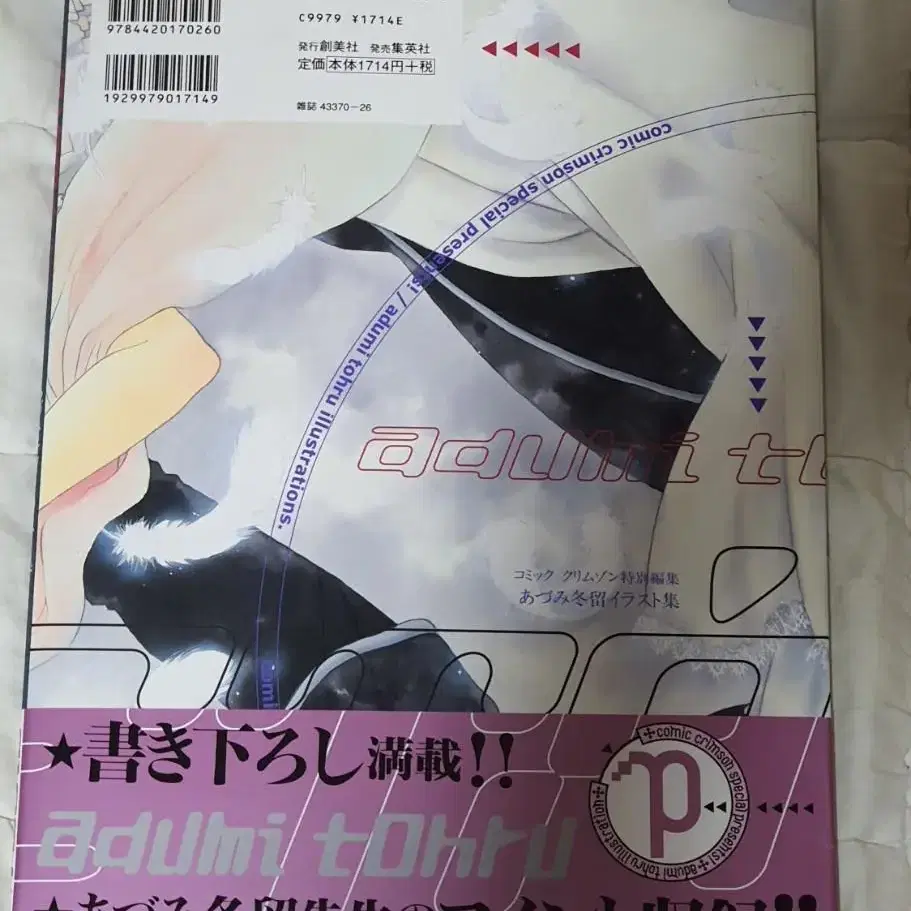 9784420170260
C9979 ¥1714E
発行 創美社 発売 集英社
定価 本体1714円+税
1929979017149
雑誌 43370-26
comic crimson special presents! / adumi tohru illustrations.
adumi t
コミック クリムゾン特別編集
あづみ冬留イラスト集
★書き下ろし満載!!
adumi tohru
comic crimson special presents!
adumi tohru illustration
p